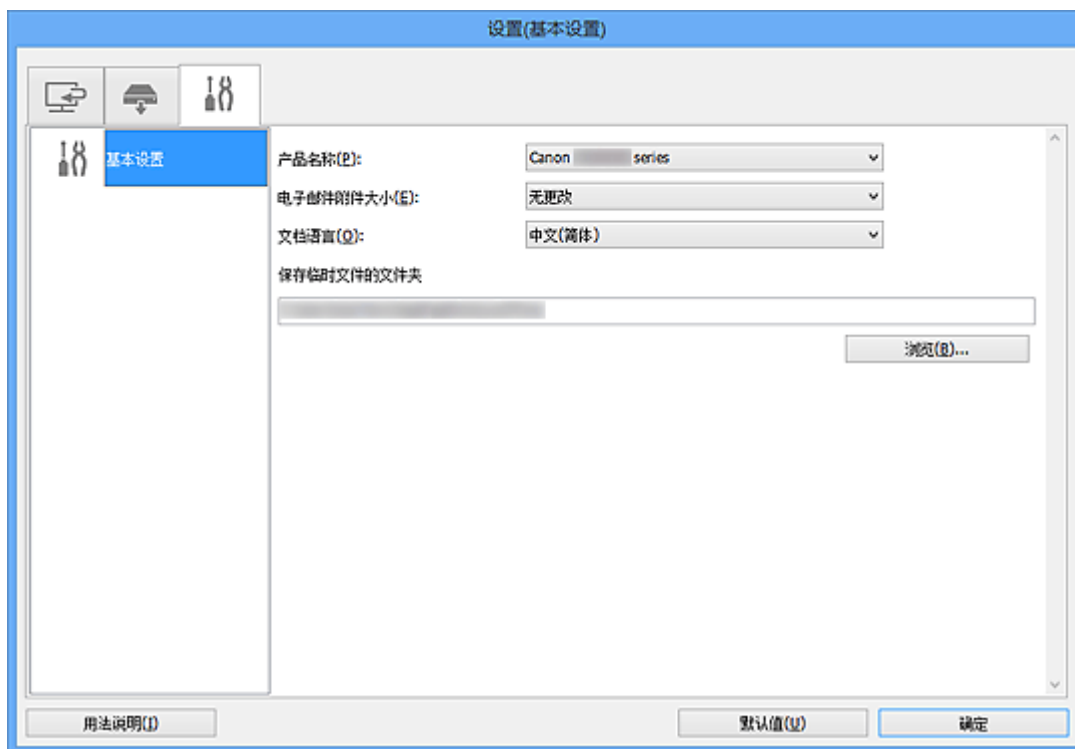 设置(基本设置)
基本设置
产品名称(P):
Canon series
电子邮件附件大小(E):
无更改
文档语言(O):
中文(简体)
保存临时文件的文件夹
浏览(B)...
用法说明(I)
默认值(U)
确定